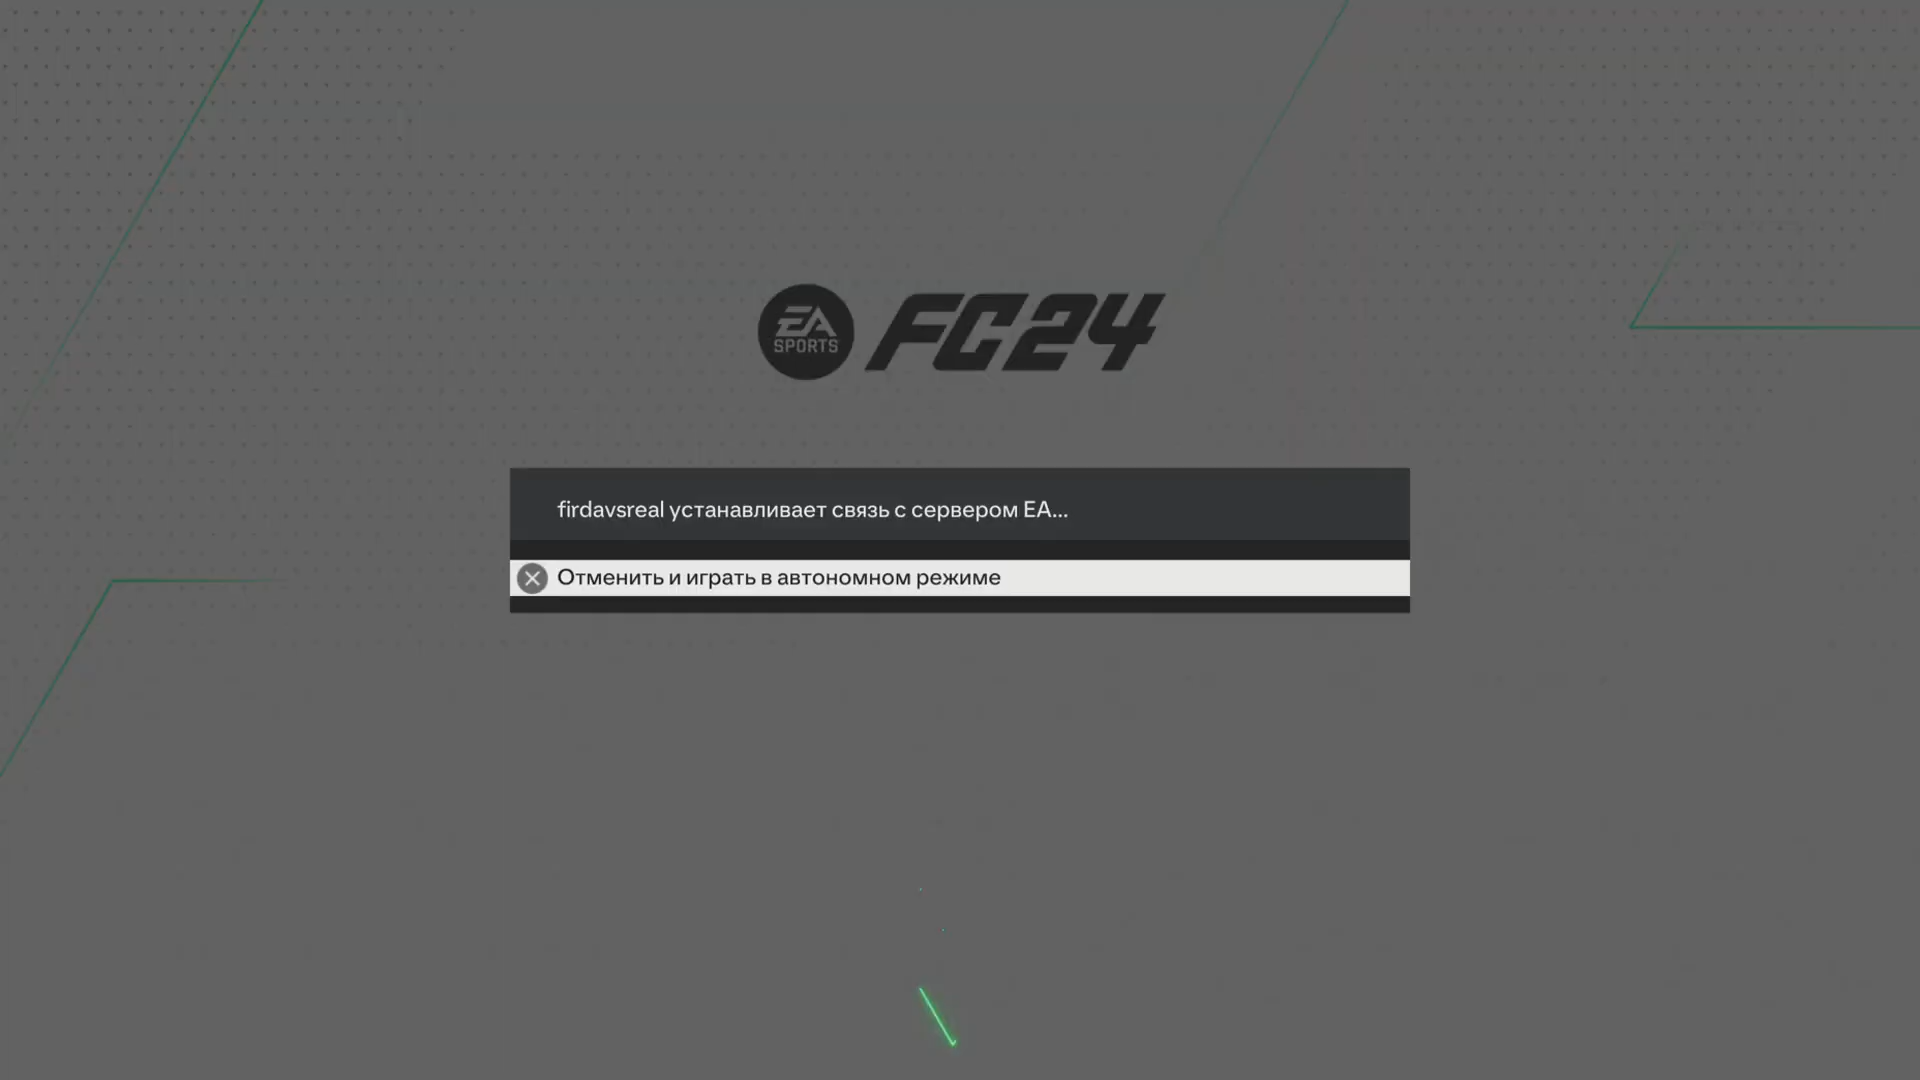 EA SPORTS FC24
firdavsreal устанавливает связь с сервером EA...
Отменить и играть в автономном режиме